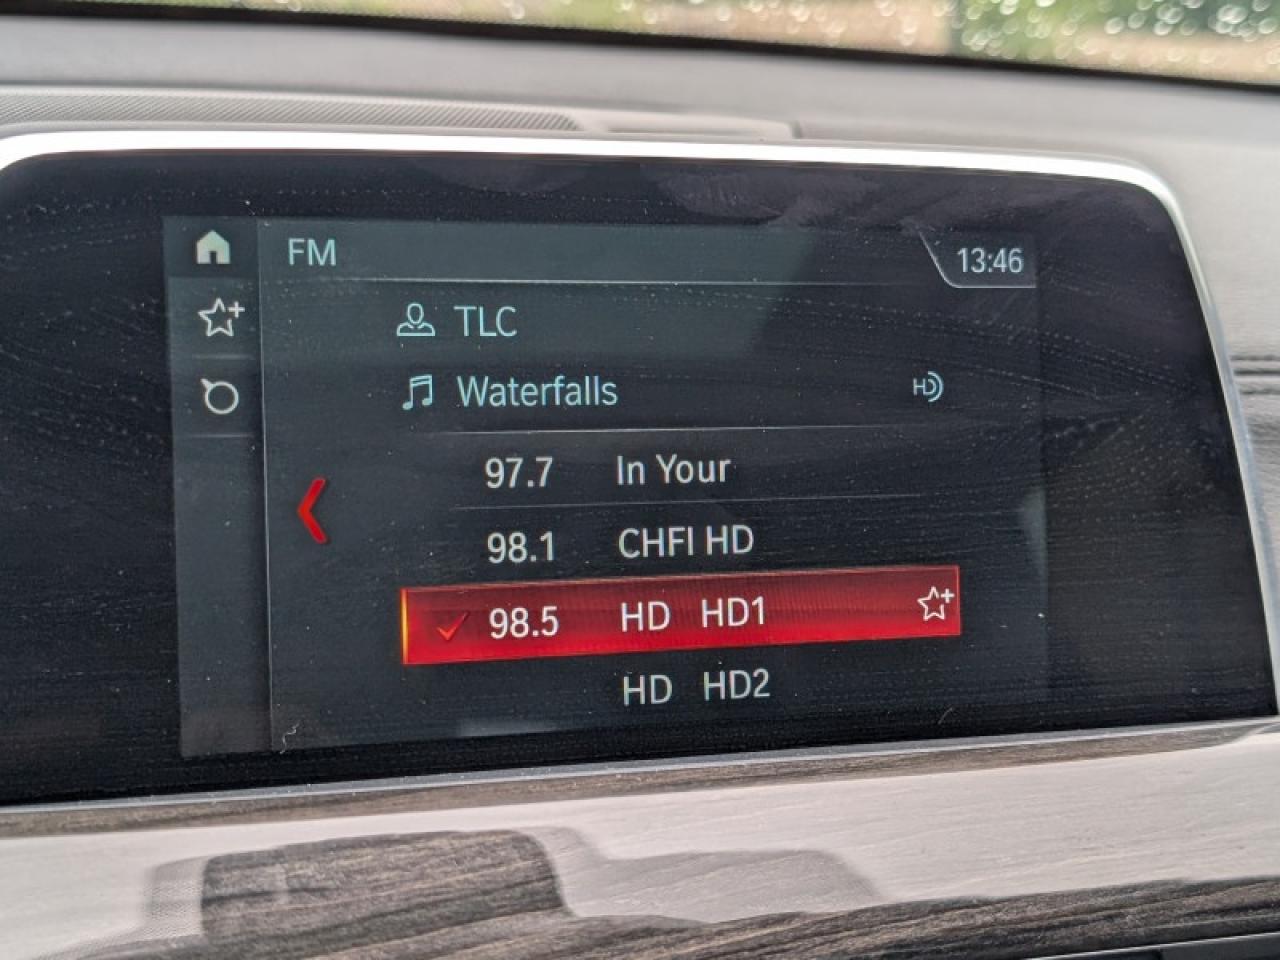 FM
13:46
TLC
Waterfalls
HD
97.7 In Your
98.1 CHFI HD
98.5 HD HD1
HD HD2